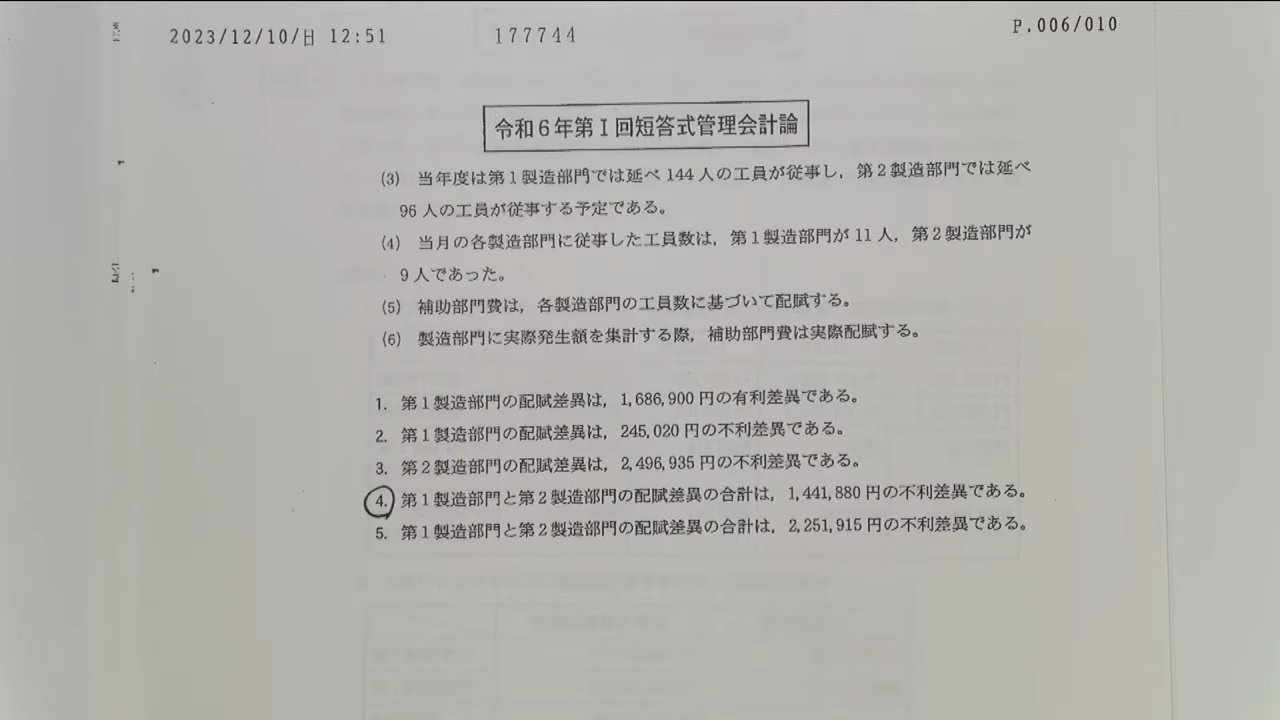 2023/12/10/日 12:51 177744 P.006/010
令和6年第Ⅰ回短答式管理会計論
(3) 当年度は第1製造部門では延べ144人の工員が従事し，第2製造部門では延べ
96人の工員が従事する予定である。
(4) 当月の各製造部門に従事した工員数は，第1製造部門が11人，第2製造部門が
9人であった。
(5) 補助部門費は，各製造部門の工員数に基づいて配賦する。
(6) 製造部門に実際発生額を集計する際，補助部門費は実際配賦する。
1. 第1製造部門の配賦差異は，1,686,900円の有利差異である。
2. 第1製造部門の配賦差異は，245,020円の不利差異である。
3. 第2製造部門の配賦差異は，2,496,935円の不利差異である。
4. 第1製造部門と第2製造部門の配賦差異の合計は，1,441,880円の不利差異である。
5. 第1製造部門と第2製造部門の配賦差異の合計は，2,251,915円の不利差異である。